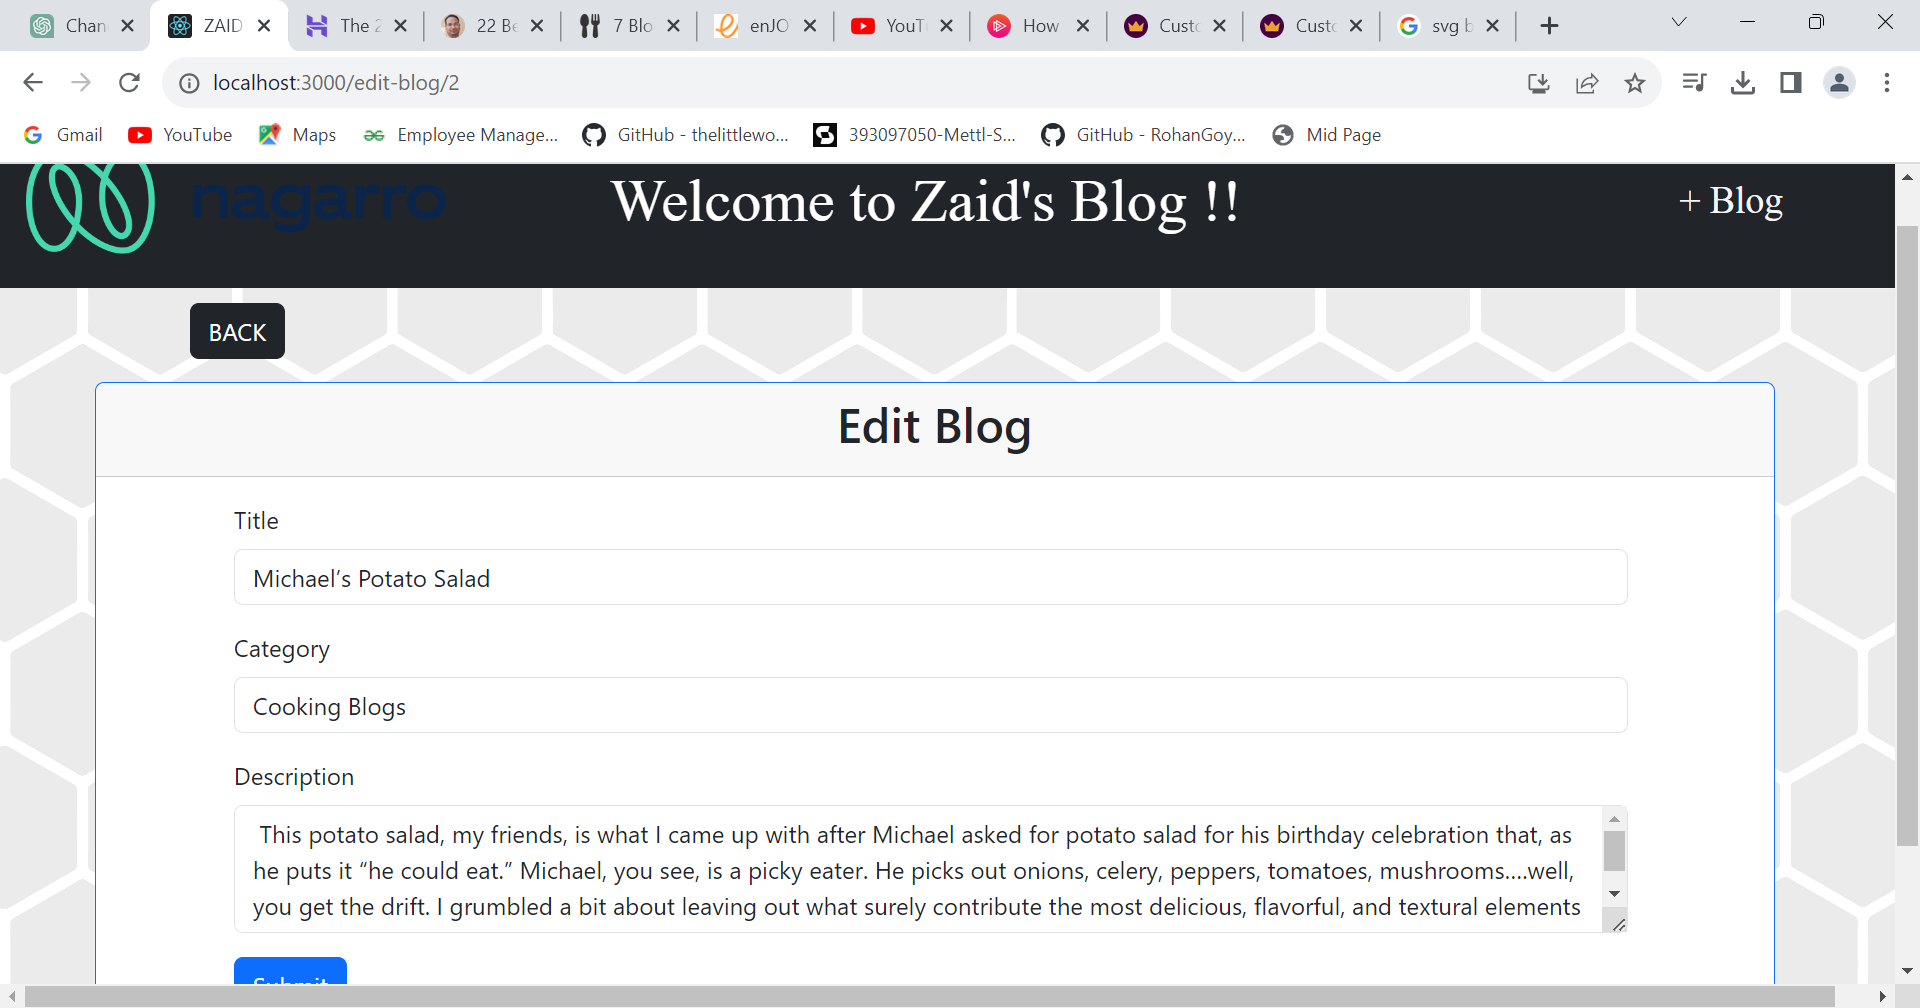 Chan
ZAID
The 2
22 Be
7 Blo
enJO
YouT
How
Custo
Custo
svg b
localhost:3000/edit-blog/2
Gmail
YouTube
Maps
Employee Manage...
GitHub - thelittlewo...
393097050-Mettl-S...
GitHub - RohanGoy...
Mid Page
nagarro
Welcome to Zaid's Blog !!
+ Blog
BACK
Edit Blog
Title
Michael’s Potato Salad
Category
Cooking Blogs
Description
This potato salad, my friends, is what I came up with after Michael asked for potato salad for his birthday celebration that, as
he puts it “he could eat.” Michael, you see, is a picky eater. He picks out onions, celery, peppers, tomatoes, mushrooms….well,
you get the drift. I grumbled a bit about leaving out what surely contribute the most delicious, flavorful, and textural elements
Submit